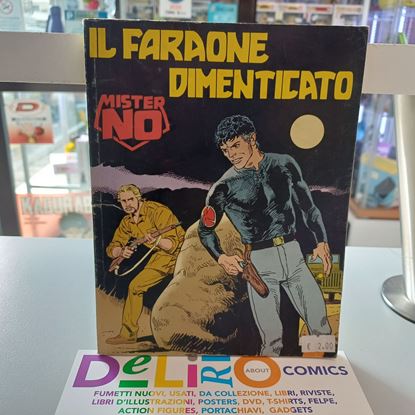 IL FARAONE
DIMENTICATO
MISTER
NO
€ 2.00
DeLiRIO ABOUT COMICS
FUMETTI NUOVI, USATI, DA COLLEZIONE, LIBRI, RIVISTE,
LIBRI D'ILLUSTRAZIONI, POSTERS, DVD, T-SHIRTS, FELPE,
ACTION FIGURES, PORTACHIAVI, GADGETS